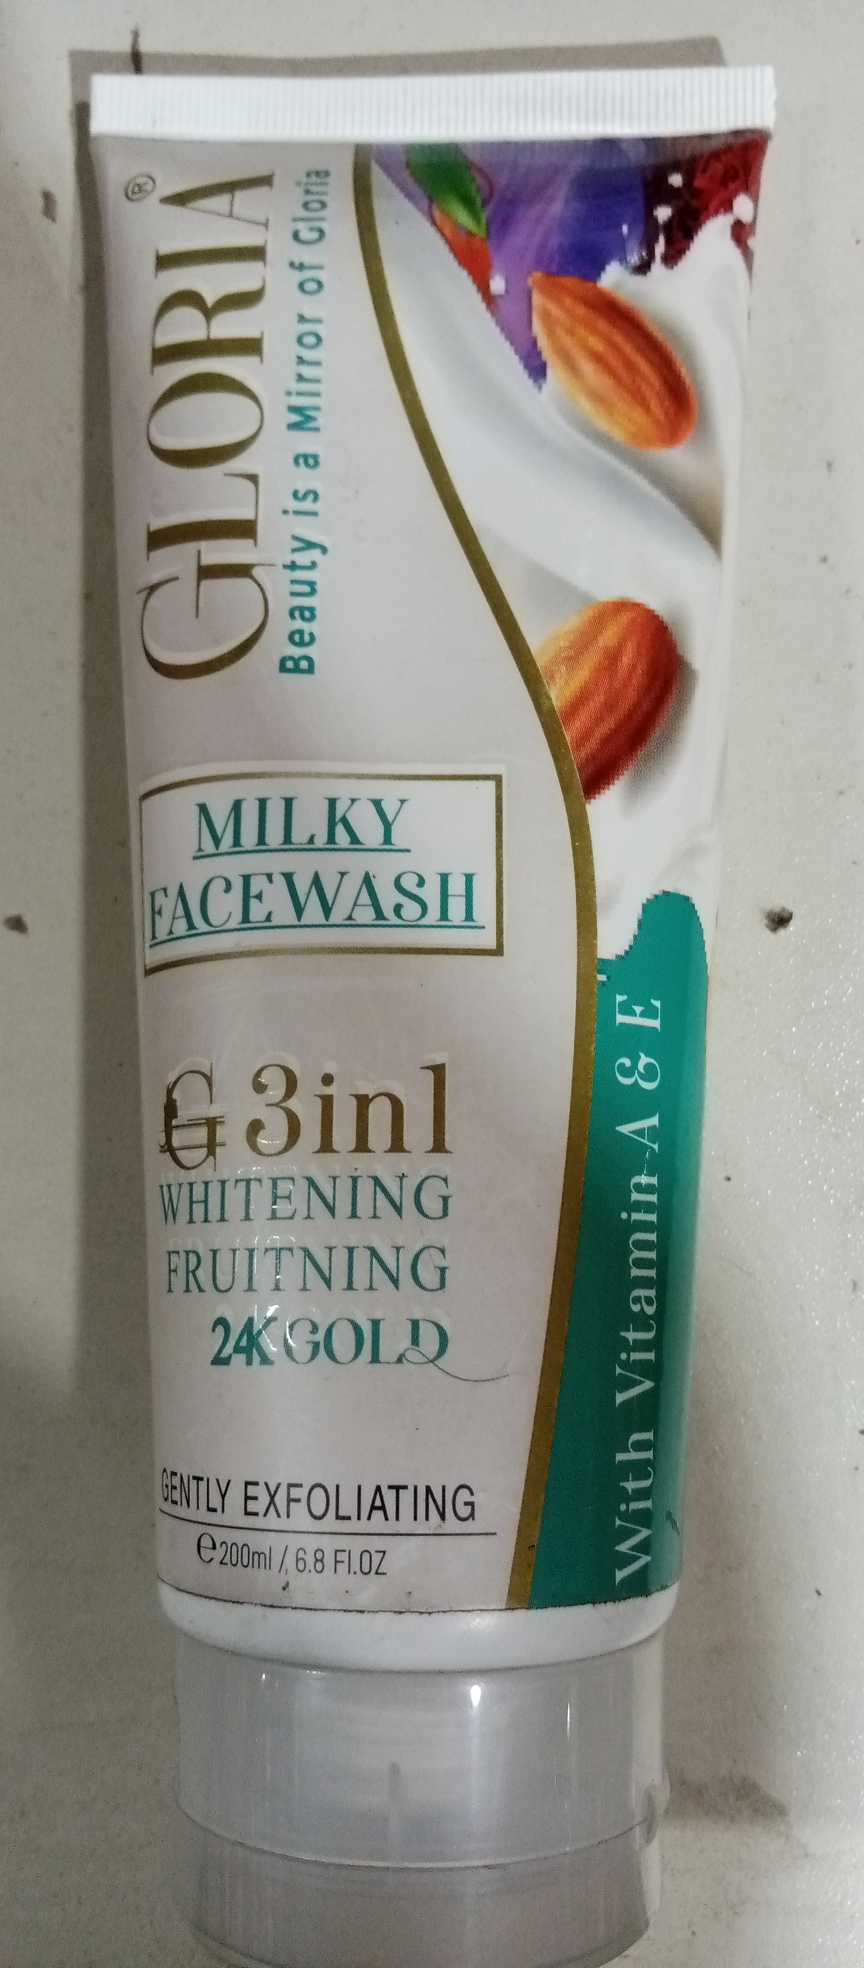 GLORIA®
Beauty is a Mirror of Gloria
MILKY
FACEWASH
G 3in1
WHITENING
FRUITNING
24K GOLD
GENTLY EXFOLIATING
e 200ml / 6.8 Fl.OZ
With Vitamin A & E